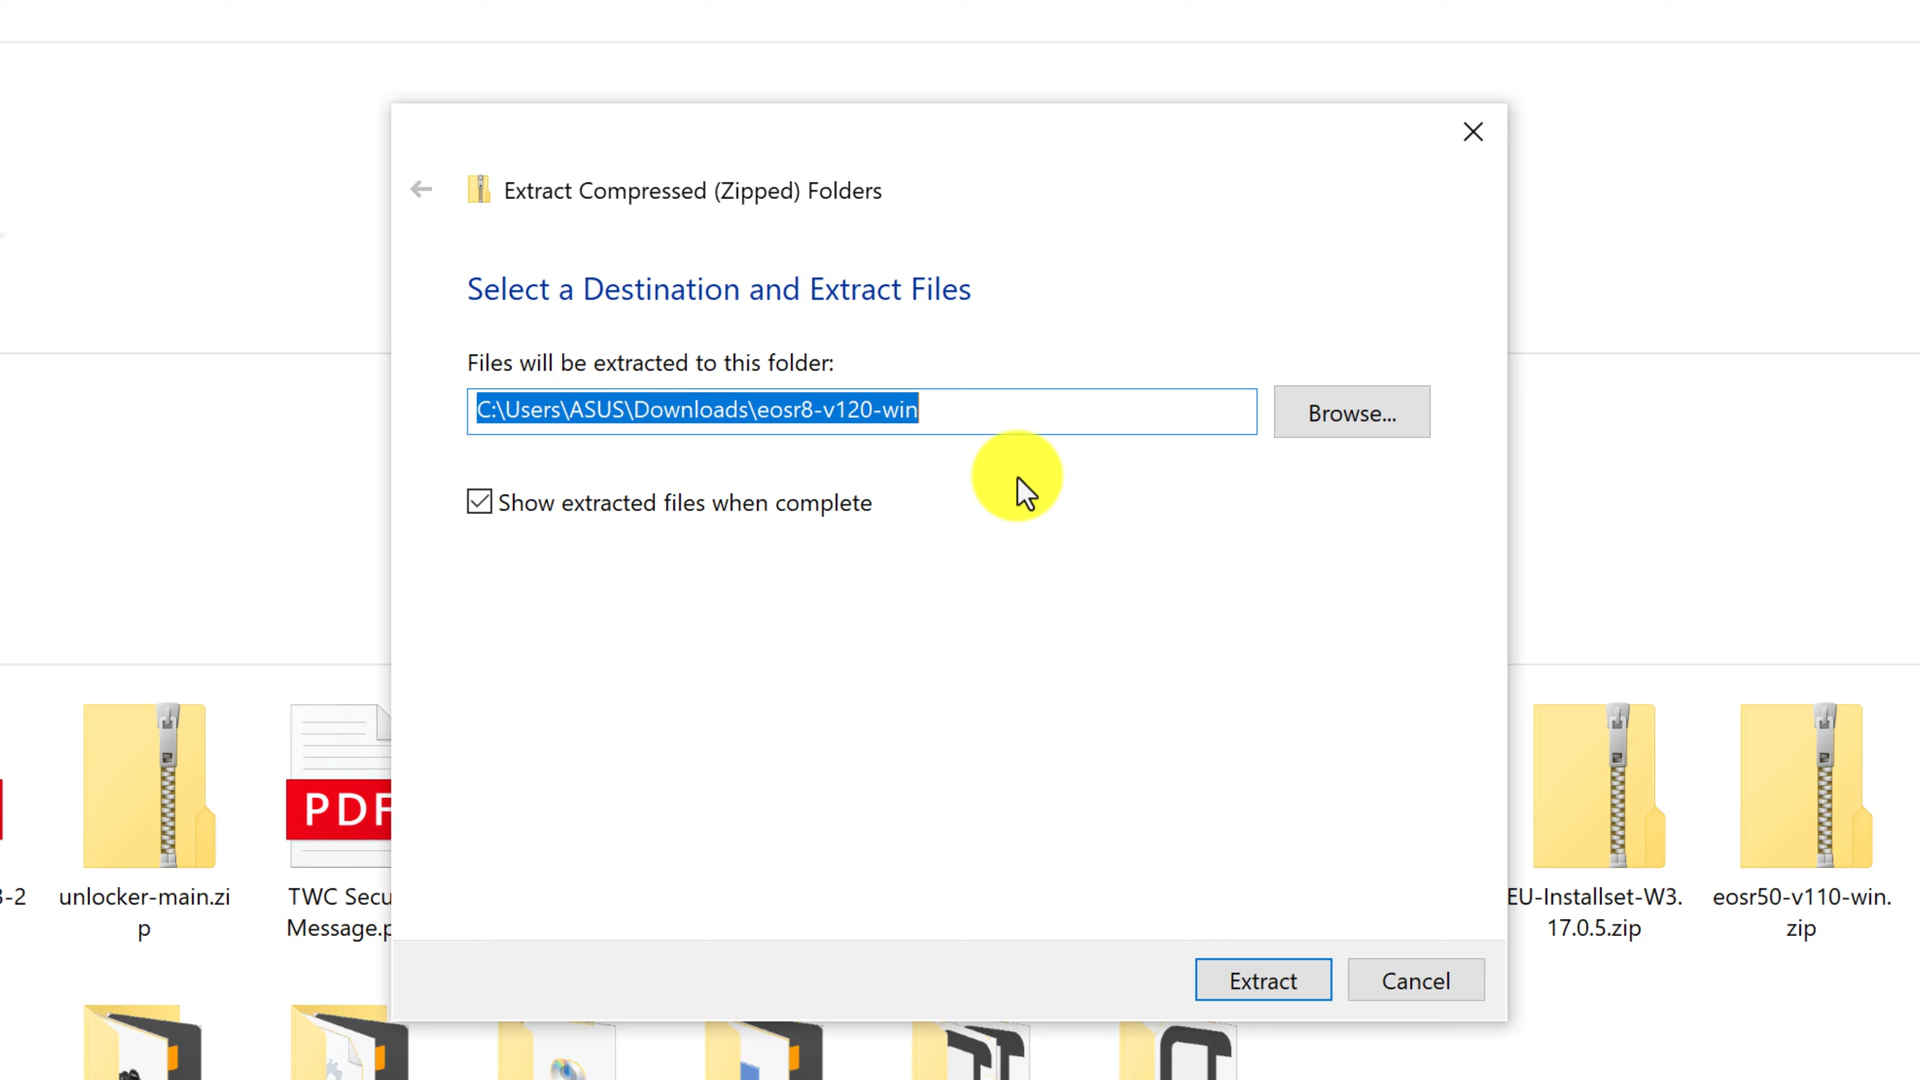 Extract Compressed (Zipped) Folders
Select a Destination and Extract Files
Files will be extracted to this folder:
C:\Users\ASUS\Downloads\eosr8-v120-win
Browse...
Show extracted files when complete
PDF
3-2
unlocker-main.zi
p
TWC Secu
Message.p
EU-Installset-W3.
17.0.5.zip
eosr50-v110-win.
zip
Extract
Cancel